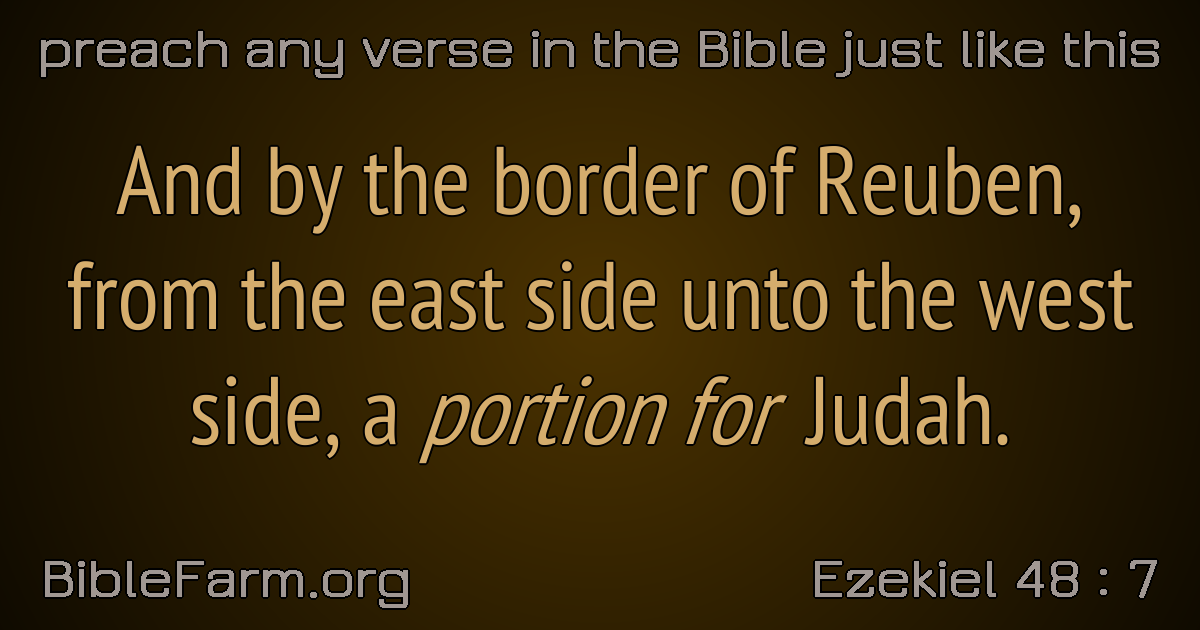 preach any verse in the Bible just like this
And by the border of Reuben,
from the east side unto the west
side, a portion for Judah.
BibleFarm.org
Ezekiel 48 : 7